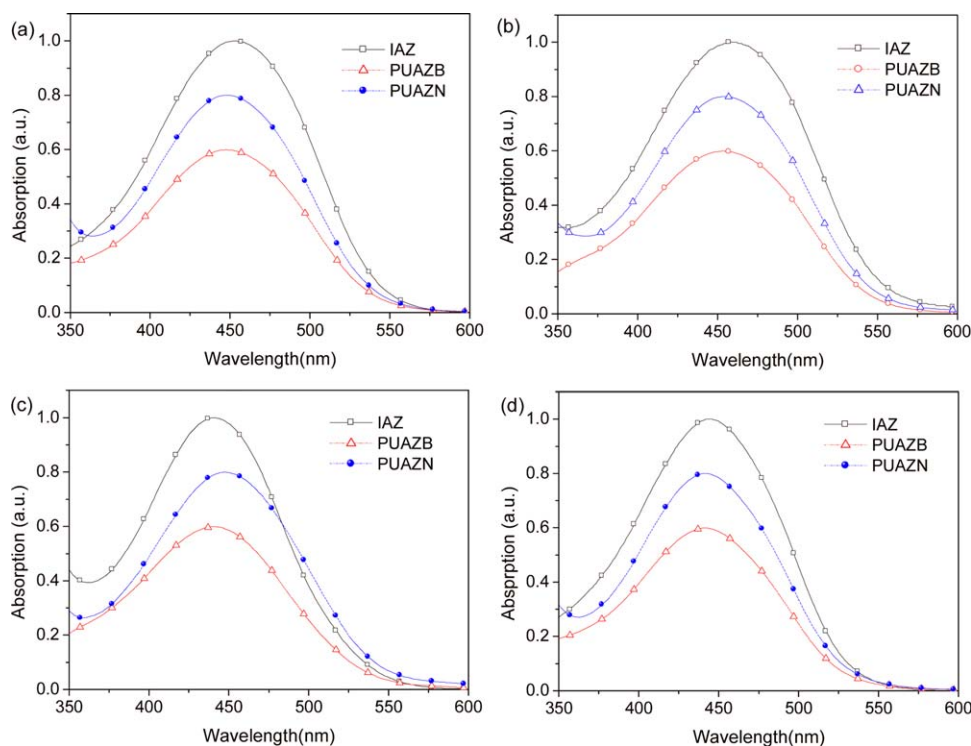 (a)
IAZ
PUAZB
PUAZN
Absorption (a.u.)
1.0
0.8
0.6
0.4
0.2
0.0
350 400 450 500 550 600
Wavelength(nm)
(b)
IAZ
PUAZB
PUAZN
Absorption (a.u.)
1.0
0.8
0.6
0.4
0.2
0.0
350 400 450 500 550 600
Wavelength(nm)
(c)
IAZ
PUAZB
PUAZN
Absorption (a.u.)
1.0
0.8
0.6
0.4
0.2
0.0
350 400 450 500 550 600
Wavelength(nm)
(d)
IAZ
PUAZB
PUAZN
Absprption (a.u.)
1.0
0.8
0.6
0.4
0.2
0.0
350 400 450 500 550 600
Wavelength(nm)